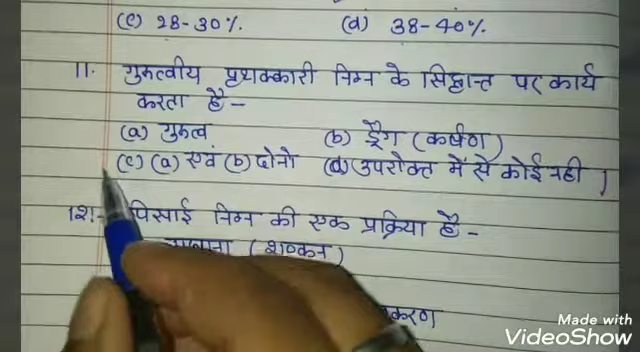 (c) 28-30%. (d) 38-40%.
11. गुरुत्वीय पृथक्कारी निम्न के सिद्धान्त पर कार्य
करता है -
(a) गुरुत्व (b) ड्रैग (कर्षण)
(c) (a) एवं (b) दोनो (d) उपरोक्त में से कोई नही ।
12:- पिसाई निम्न की एक प्रक्रिया है -
Made with
VideoShow